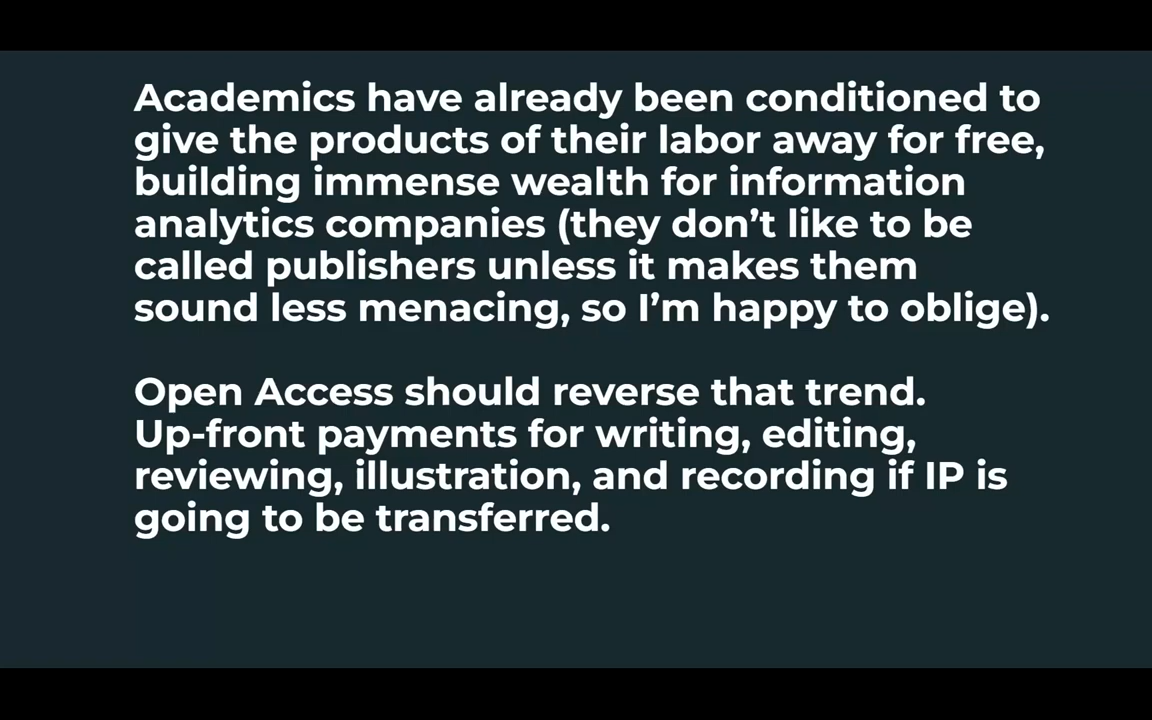 Academics have already been conditioned to
give the products of their labor away for free,
building immense wealth for information
analytics companies (they don’t like to be
called publishers unless it makes them
sound less menacing, so I’m happy to oblige).
Open Access should reverse that trend.
Up-front payments for writing, editing,
reviewing, illustration, and recording if IP is
going to be transferred.